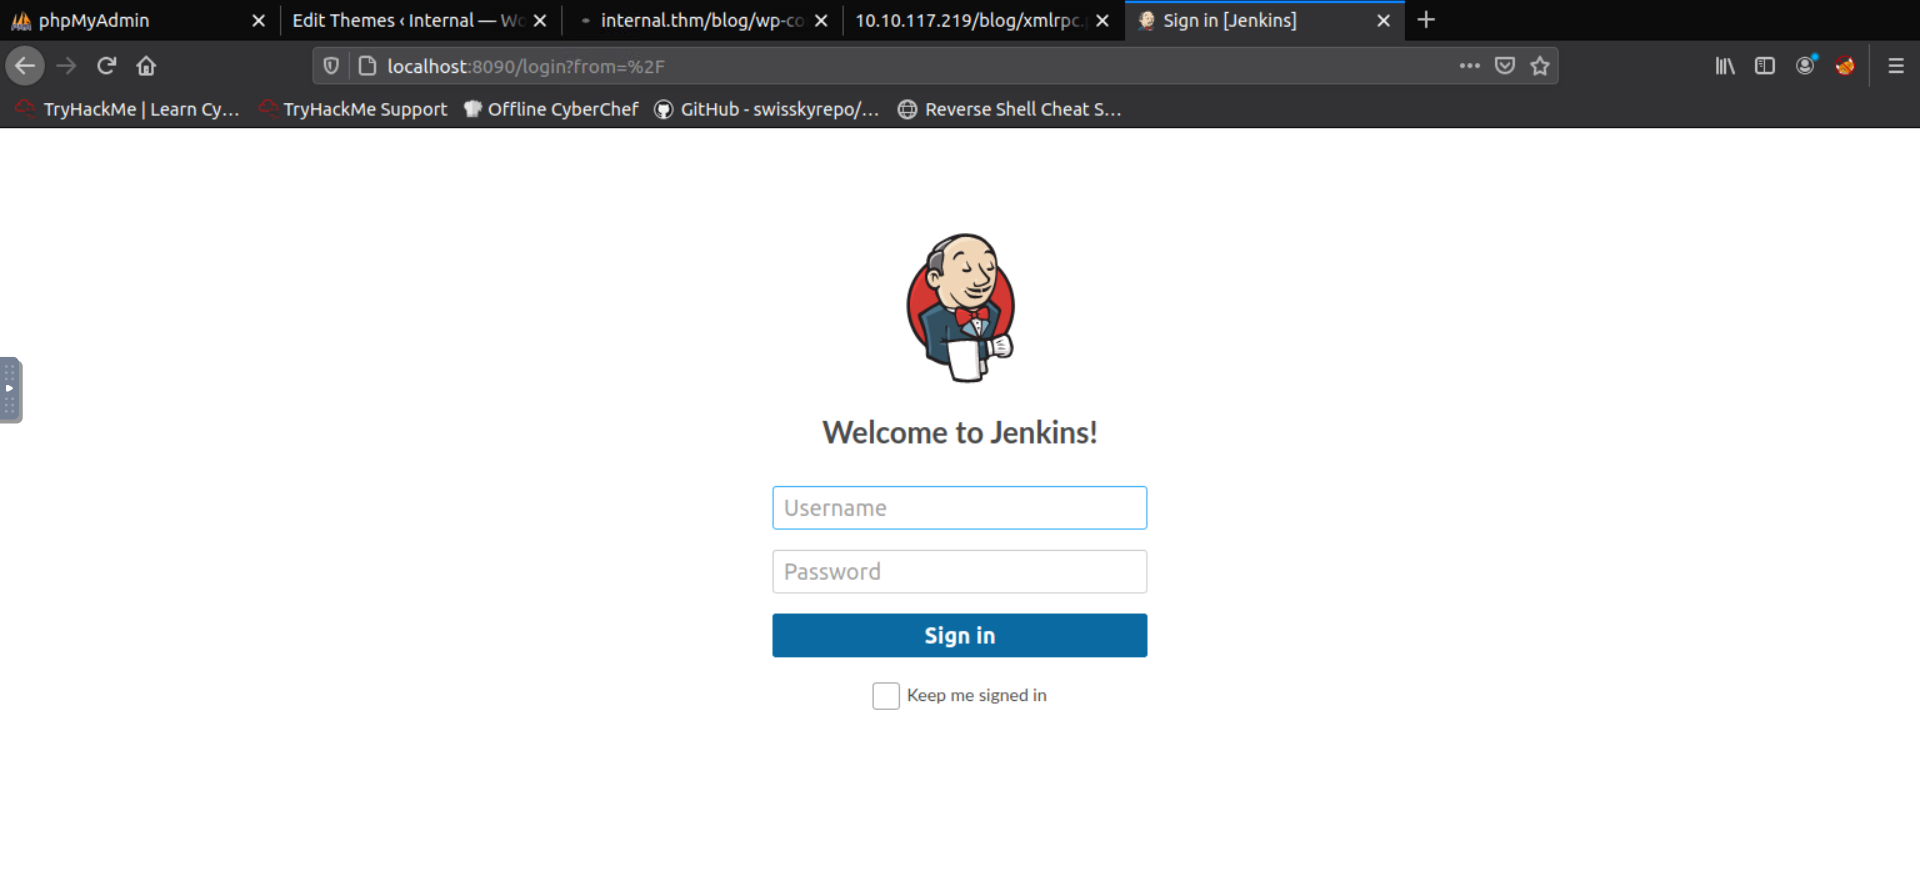 phpMyAdmin
Edit Themes ‹ Internal — Wo
internal.thm/blog/wp-co
10.10.117.219/blog/xmlrpc.
Sign in [Jenkins]
localhost:8090/login?from=%2F
TryHackMe | Learn Cy...
TryHackMe Support
Offline CyberChef
GitHub - swisskyrepo/...
Reverse Shell Cheat S...
Welcome to Jenkins!
Username
Password
Sign in
Keep me signed in